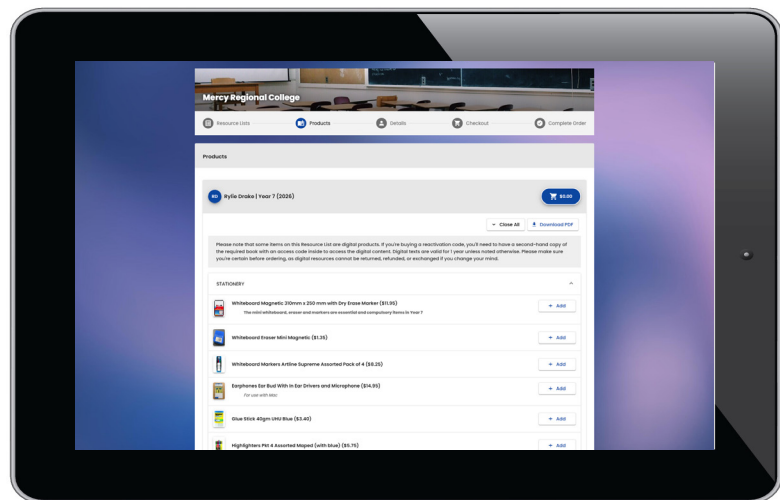 Mercy Regional College
Resource Lists
Products
Details
Checkout
Complete Order
Products
RD
Rylie Drake | Year 7 (2026)
$0.00
Close All
Download PDF
Please note that some items on this Resource List are digital products. If you're buying a reactivation code, you'll need to have a second-hand copy of
the required book with an access code inside to access the digital content. Digital texts are valid for 1 year unless noted otherwise. Please make sure
you're certain before ordering, as digital resources cannot be returned, refunded, or exchanged if you change your mind.
STATIONERY
Whiteboard Magnetic 310mm x 250 mm with Dry Erase Marker ($11.95)
The mini whiteboard, eraser and markers are essential and compulsory items in Year 7
+ Add
Whiteboard Eraser Mini Magnetic ($1.35)
+ Add
Whiteboard Markers Artline Supreme Assorted Pack of 4 ($8.25)
+ Add
Earphones Ear Bud With In Ear Drivers and Microphone ($14.95)
For use with Mac
+ Add
Glue Stick 40gm UHU Blue ($3.40)
+ Add
Highlighters Pkt 4 Assorted Maped (with blue) ($5.75)
+ Add